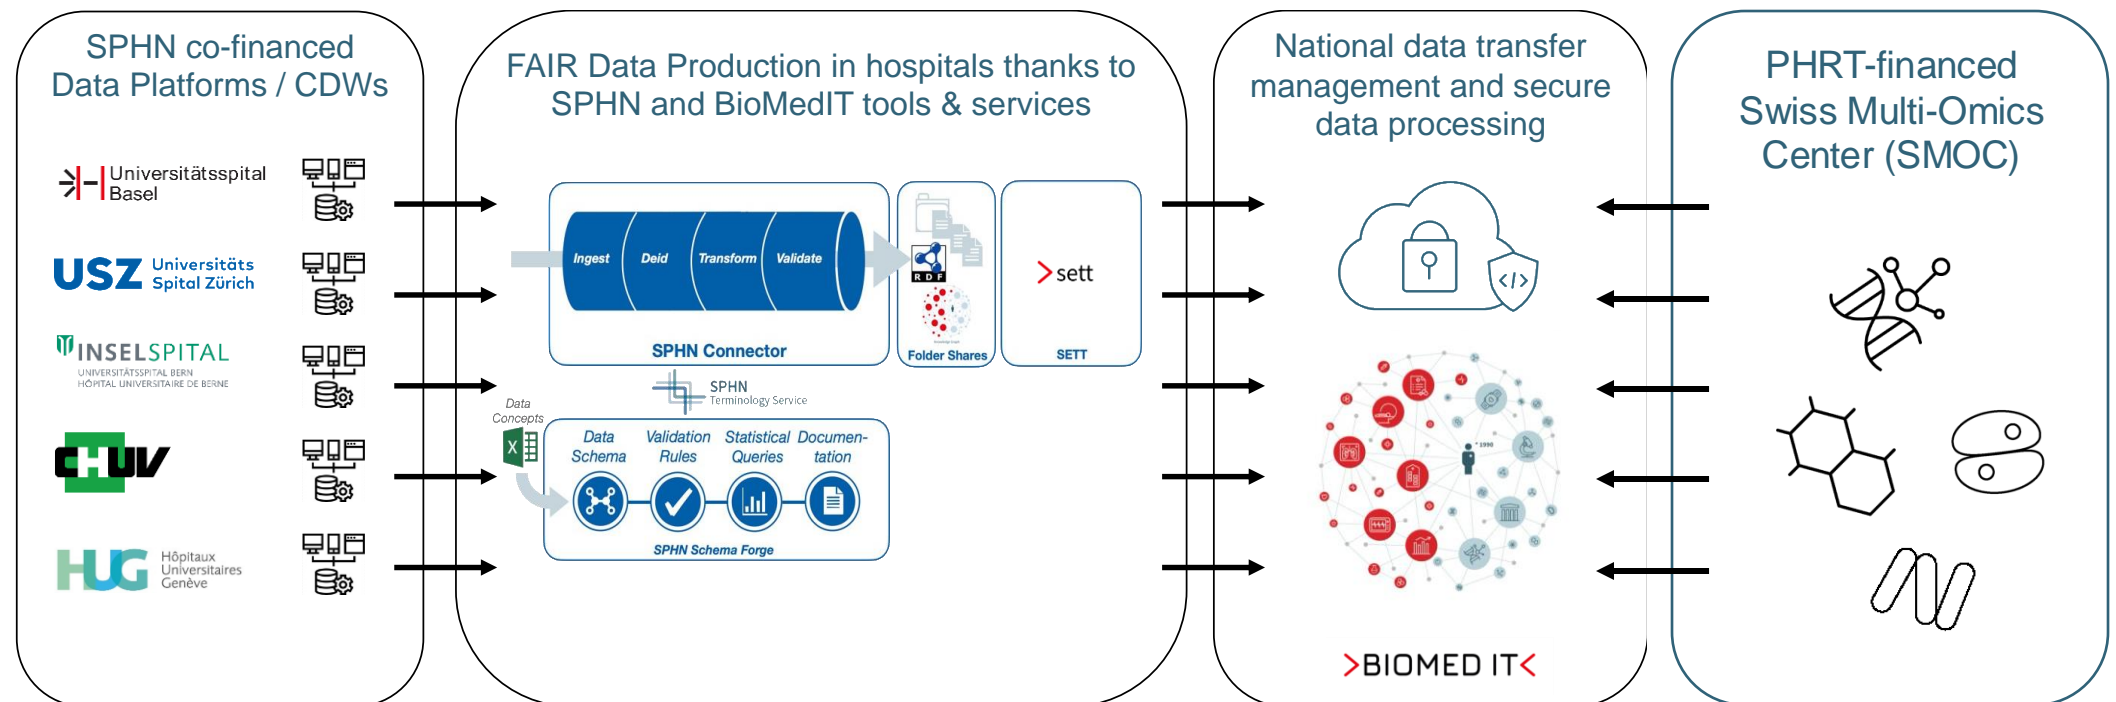 SPHN co-financed
Data Platforms / CDWs
Universitätsspital
Basel
USZ Universitäts
Spital Zürich
INSELSPITAL
UNIVERSITÄTSSPITAL BERN
HÔPITAL UNIVERSITAIRE DE BERNE
CHUV
HUG Hôpitaux
Universitaires
Genève
FAIR Data Production in hospitals thanks to
SPHN and BioMedIT tools & services
Ingest
Deid
Transform
Validate
SPHN Connector
RDF
Folder Shares
>sett
SETT
SPHN
Terminology Service
Data
Concepts
X
Data
Schema
Validation
Rules
Statistical
Queries
Documen-
tation
SPHN Schema Forge
National data transfer
management and secure
data processing
</>
* 1990
>BIOMED IT<
PHRT-financed
Swiss Multi-Omics
Center (SMOC)